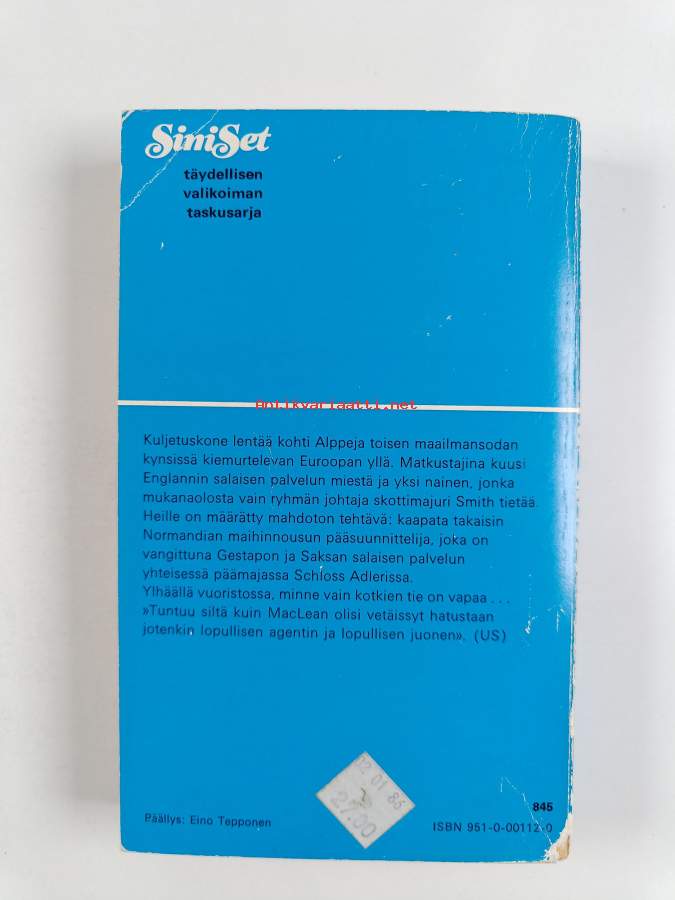 SiniSet
täydellisen
valikoiman
taskusarja
Antikvariaatti.net
Kuljetuskone lentää kohti Alppeja toisen maailmansodan
kynsissä kiemurtelevan Euroopan yllä. Matkustajina kuusi
Englannin salaisen palvelun miestä ja yksi nainen, jonka
mukanaolosta vain ryhmän johtaja skottimajuri Smith tietää.
Heille on määrätty mahdoton tehtävä: kaapata takaisin
Normandian maihinnousun pääsuunnittelija, joka on
vangittuna Gestapon ja Saksan salaisen palvelun
yhteisessä päämajassa Schloss Adlerissa.
Ylhäällä vuoristossa, minne vain kotkien tie on vapaa . . .
»Tuntuu siltä kuin MacLean olisi vetäissyt hatustaan
jotenkin lopullisen agentin ja lopullisen juonen». (US)
02 01 86
27.00
845
Päällys: Eino Tepponen
ISBN 951-0-00112-0